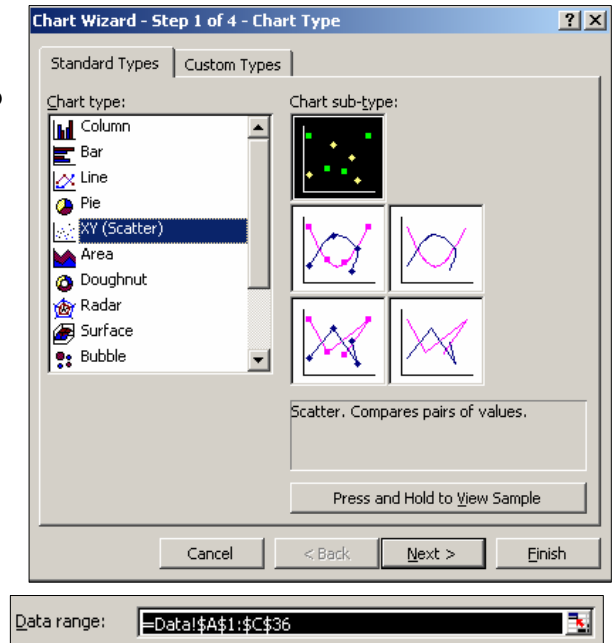 Chart Wizard - Step 1 of 4 - Chart Type
Standard Types Custom Types
Chart type:
Column
Bar
Line
Pie
XY (Scatter)
Area
Doughnut
Radar
Surface
Bubble
Chart sub-type:
Scatter. Compares pairs of values.
Press and Hold to View Sample
Cancel < Back Next > Finish
Data range: =Data!$A$1:$C$36